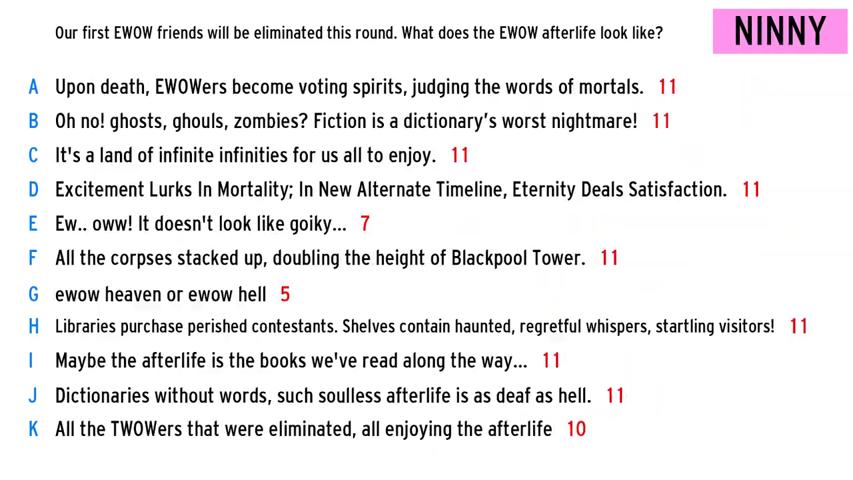 Our first EWOW friends will be eliminated this round. What does the EWOW afterlife look like?
NINNY
A Upon death, EWOWers become voting spirits, judging the words of mortals. 11
B Oh no! ghosts, ghouls, zombies? Fiction is a dictionary’s worst nightmare! 11
C It's a land of infinite infinities for us all to enjoy. 11
D Excitement Lurks In Mortality; In New Alternate Timeline, Eternity Deals Satisfaction. 11
E Ew.. oww! It doesn't look like goiky... 7
F All the corpses stacked up, doubling the height of Blackpool Tower. 11
G ewow heaven or ewow hell 5
H Libraries purchase perished contestants. Shelves contain haunted, regretful whispers, startling visitors! 11
I Maybe the afterlife is the books we've read along the way... 11
J Dictionaries without words, such soulless afterlife is as deaf as hell. 11
K All the TWOWers that were eliminated, all enjoying the afterlife 10